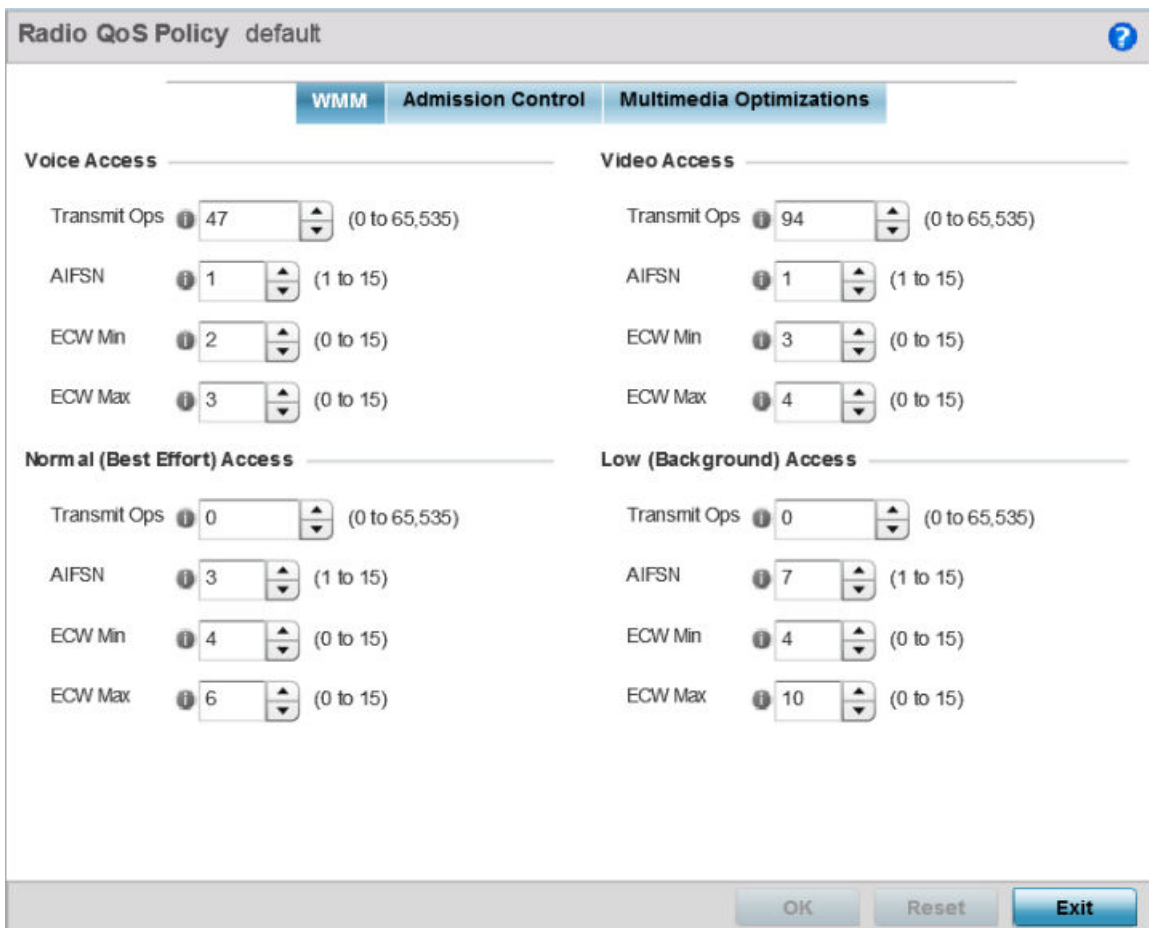 Radio QoS Policy default
?
WMM Admission Control Multimedia Optimizations
Voice Access
Transmit Ops i 47 (0 to 65,535)
AIFSN i 1 (1 to 15)
ECW Min i 2 (0 to 15)
ECW Max i 3 (0 to 15)
Video Access
Transmit Ops i 94 (0 to 65,535)
AIFSN i 1 (1 to 15)
ECW Min i 3 (0 to 15)
ECW Max i 4 (0 to 15)
Normal (Best Effort) Access
Transmit Ops i 0 (0 to 65,535)
AIFSN i 3 (1 to 15)
ECW Min i 4 (0 to 15)
ECW Max i 6 (0 to 15)
Low (Background) Access
Transmit Ops i 0 (0 to 65,535)
AIFSN i 7 (1 to 15)
ECW Min i 4 (0 to 15)
ECW Max i 10 (0 to 15)
OK Reset Exit